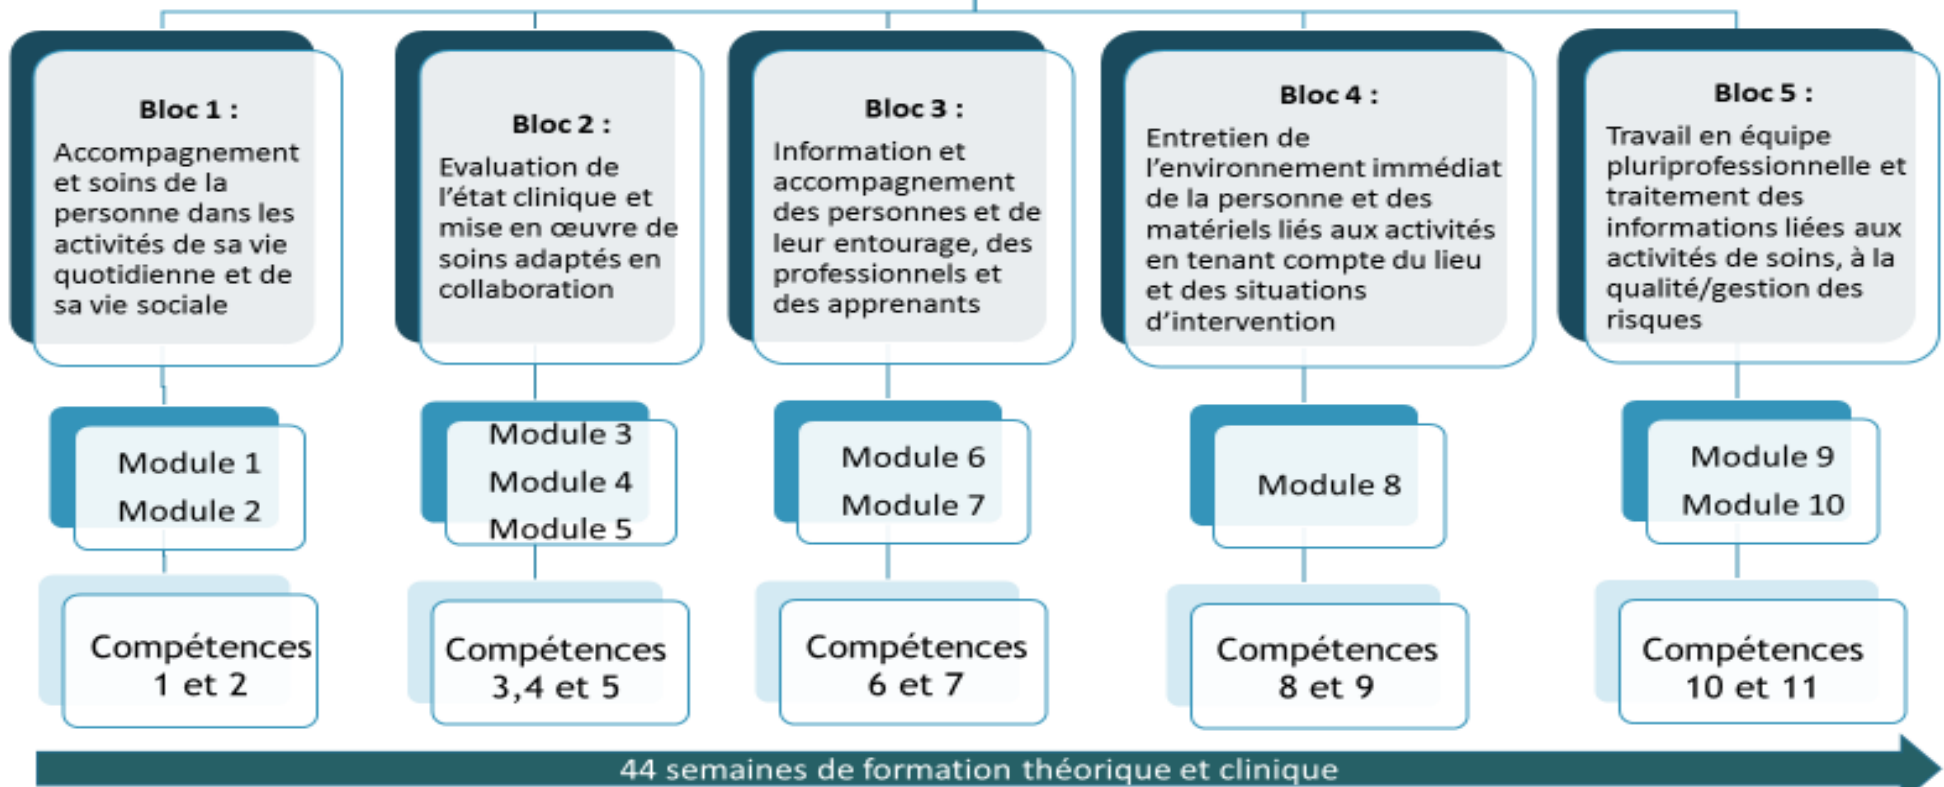 Bloc 1 :
Accompagnement
et soins de la
personne dans les
activités de sa vie
quotidienne et de
sa vie sociale
Bloc 2 :
Evaluation de
l’état clinique et
mise en œuvre de
soins adaptés en
collaboration
Bloc 3 :
Information et
accompagnement
des personnes et de
leur entourage, des
professionnels et
des apprenants
Bloc 4 :
Entretien de
l’environnement immédiat
de la personne et des
matériels liés aux activités
en tenant compte du lieu
et des situations
d’intervention
Bloc 5 :
Travail en équipe
pluriprofessionnelle et
traitement des
informations liées aux
activités de soins, à la
qualité/gestion des
risques
Module 1
Module 2
Module 3
Module 4
Module 5
Module 6
Module 7
Module 8
Module 9
Module 10
Compétences
1 et 2
Compétences
3,4 et 5
Compétences
6 et 7
Compétences
8 et 9
Compétences
10 et 11
44 semaines de formation théorique et clinique